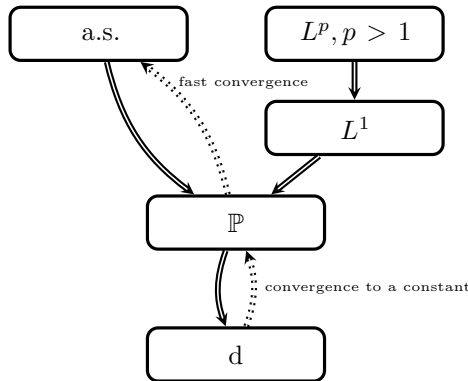 a.s.
L^p, p > 1
fast convergence
L^1
ℙ
convergence to a constant
d